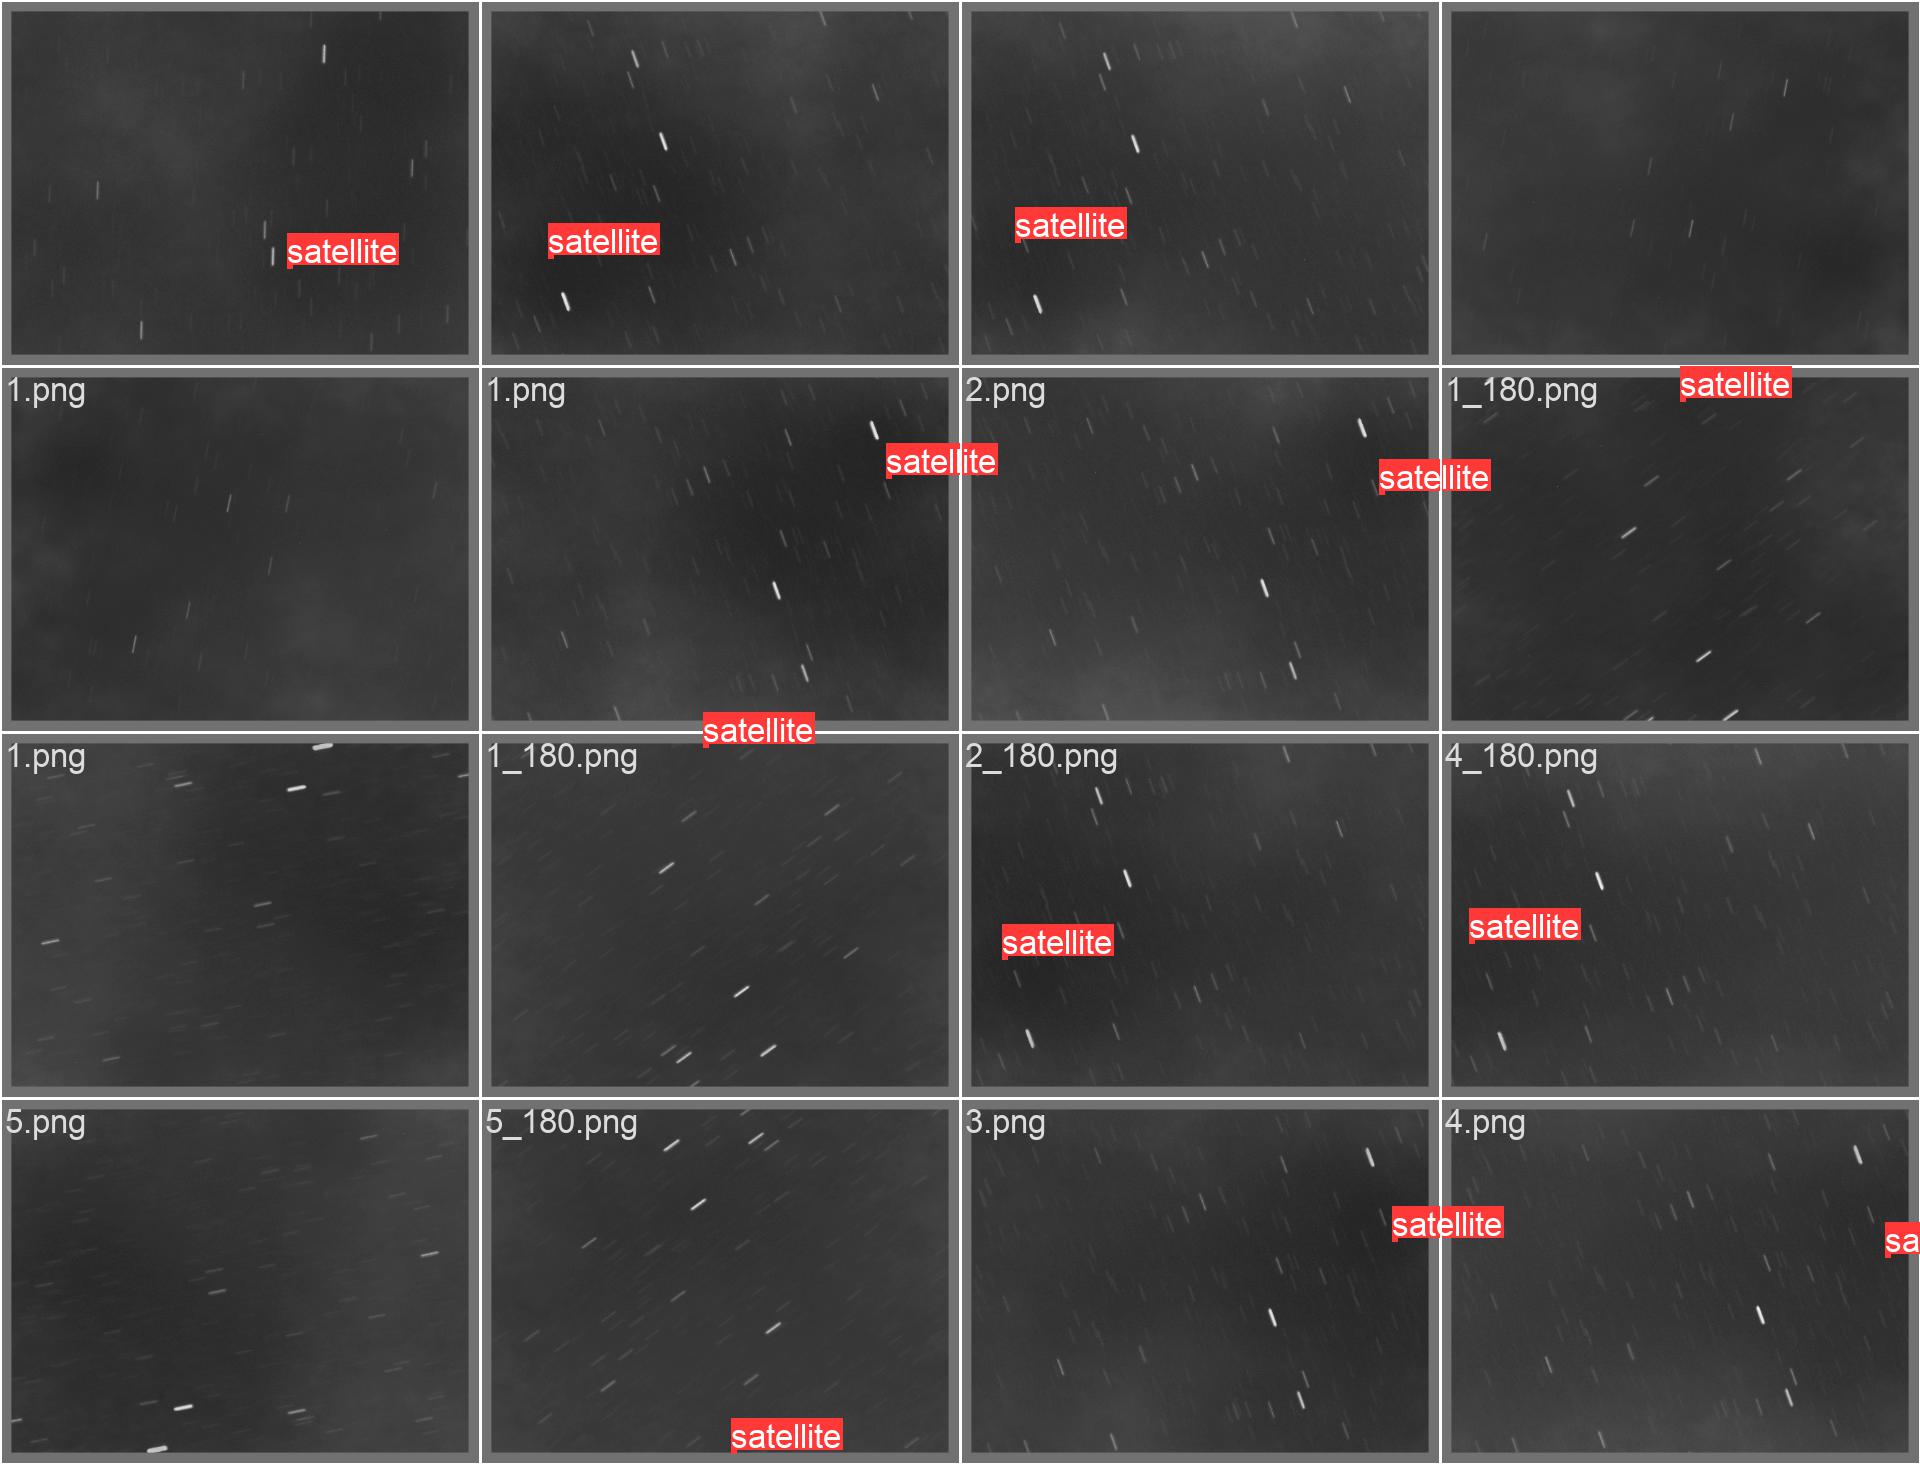 satellite
satellite
satellite
1.png
satellite
1.png
satellite
2.png
satellite
1_180.png
1.png
satellite
1_180.png
2_180.png
satellite
4_180.png
satellite
5.png
5_180.png
satellite
3.png
satellite
4.png
sa